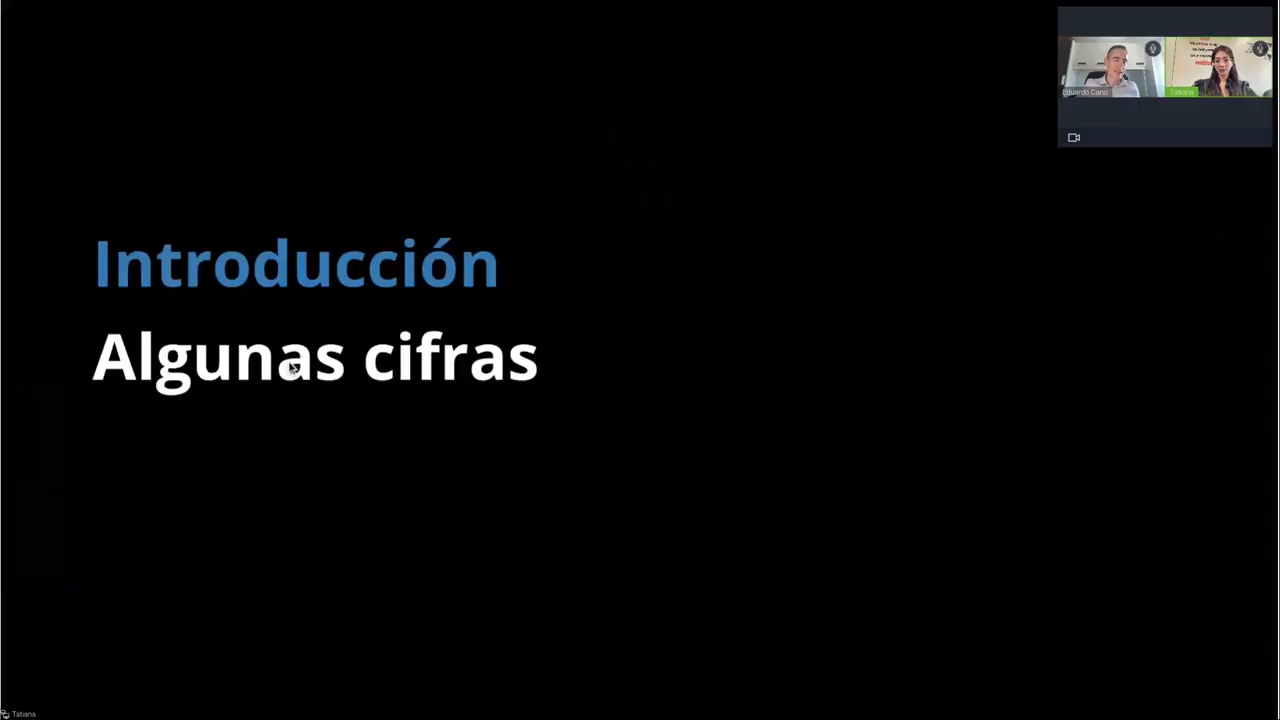 Introducción
Algunas cifras
Eduardo Cano
Tatiana
Tatiana